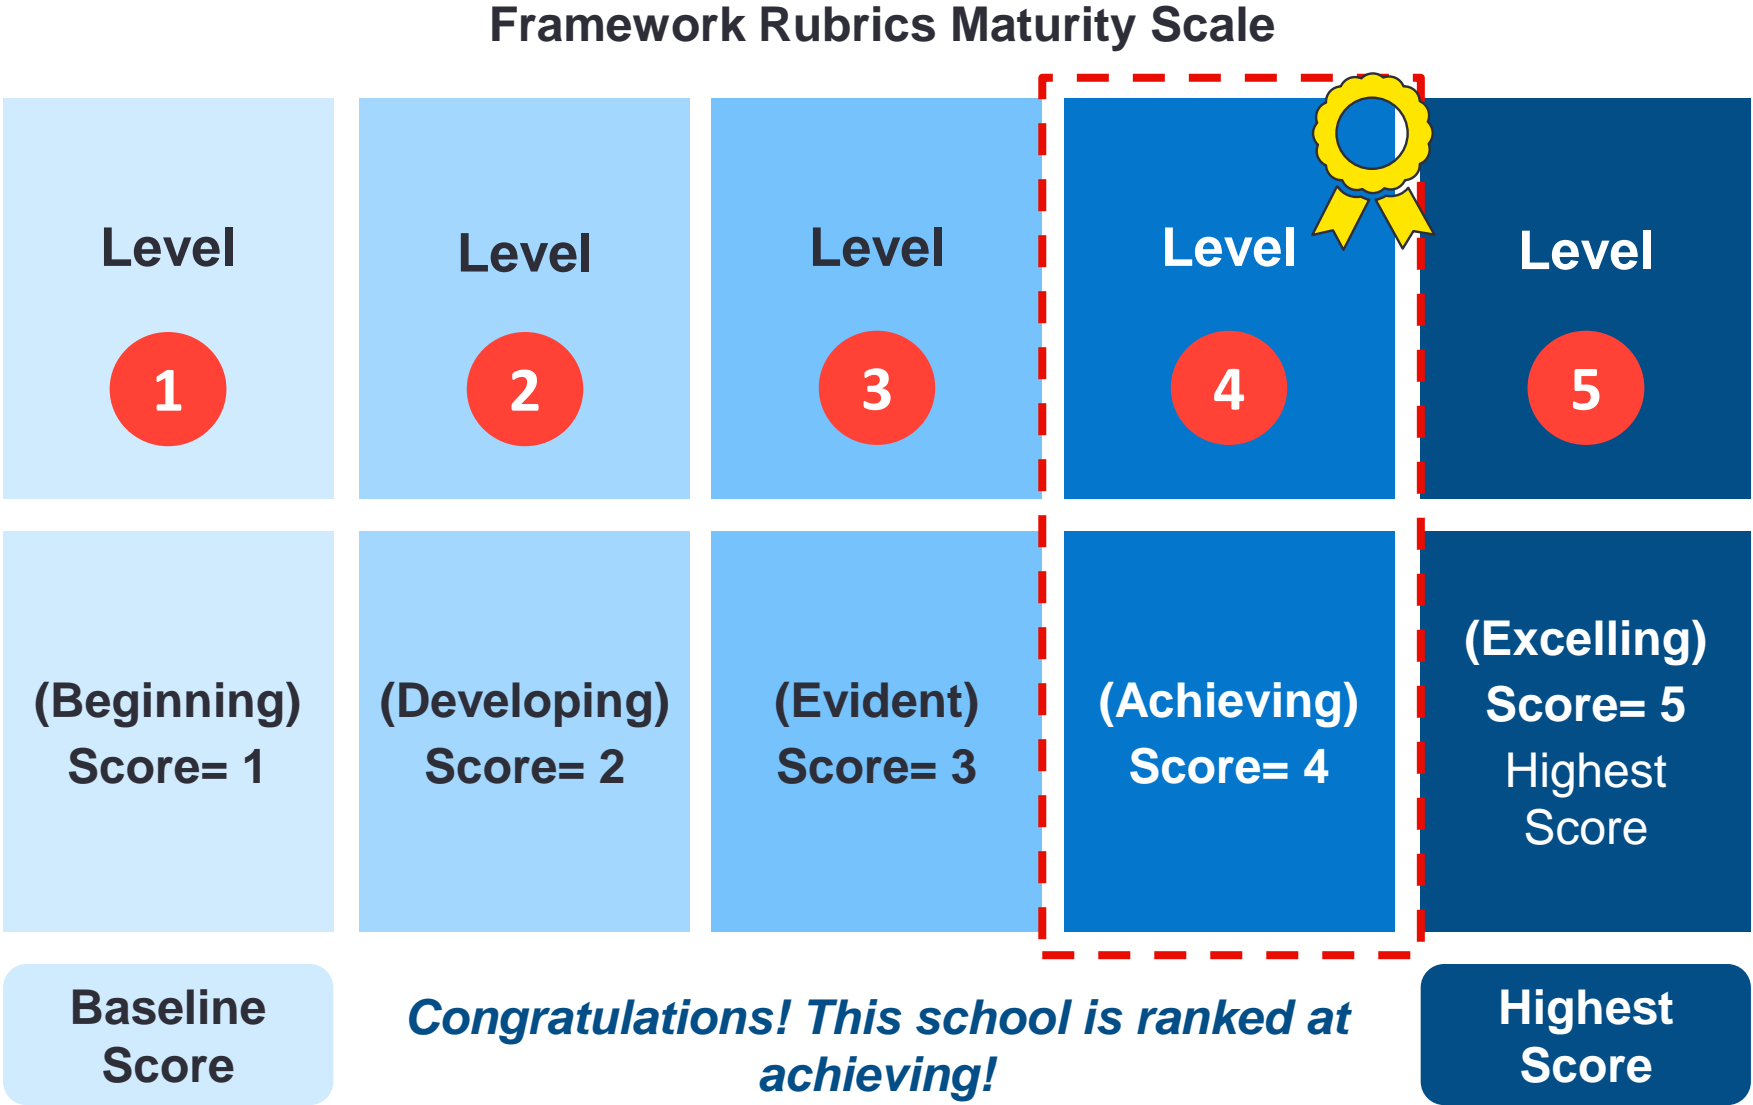 Framework Rubrics Maturity Scale
Level
1
Level
2
Level
3
Level
4
Level
5
(Beginning)
Score= 1
(Developing)
Score= 2
(Evident)
Score= 3
(Achieving)
Score= 4
(Excelling)
Score= 5
Highest
Score
Baseline
Score
Congratulations! This school is ranked at
achieving!
Highest
Score